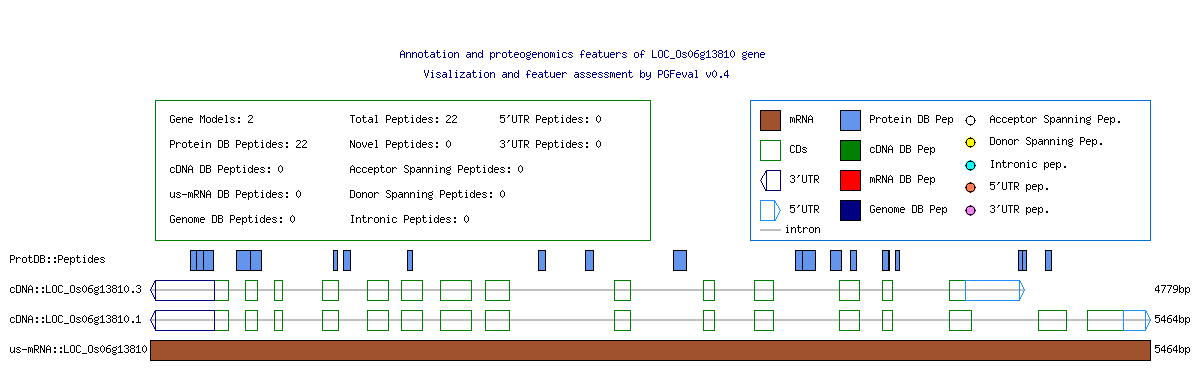 Annotation and proteogenomics featuers of LOC_Os06g13810 gene
Visalization and featuer assessment by PGFeval v0.4
Gene Models: 2
Total Peptides: 22
5'UTR Peptides: 0
Protein DB Peptides: 22
Novel Peptides: 0
3'UTR Peptides: 0
cDNA DB Peptides: 0
Acceptor Spanning Peptides: 0
us-mRNA DB Peptides: 0
Donor Spanning Peptides: 0
Genome DB Peptides: 0
Intronic Peptides: 0
mRNA
Protein DB Pep
Acceptor Spanning Pep.
CDs
cDNA DB Pep
Donor Spanning Pep.
3'UTR
mRNA DB Pep
Intronic pep.
5'UTR
Genome DB Pep
5'UTR pep.
3'UTR pep.
intron
ProtDB::Peptides
cDNA::LOC_Os06g13810.3
4779bp
cDNA::LOC_Os06g13810.1
5464bp
us-mRNA::LOC_Os06g13810
5464bp